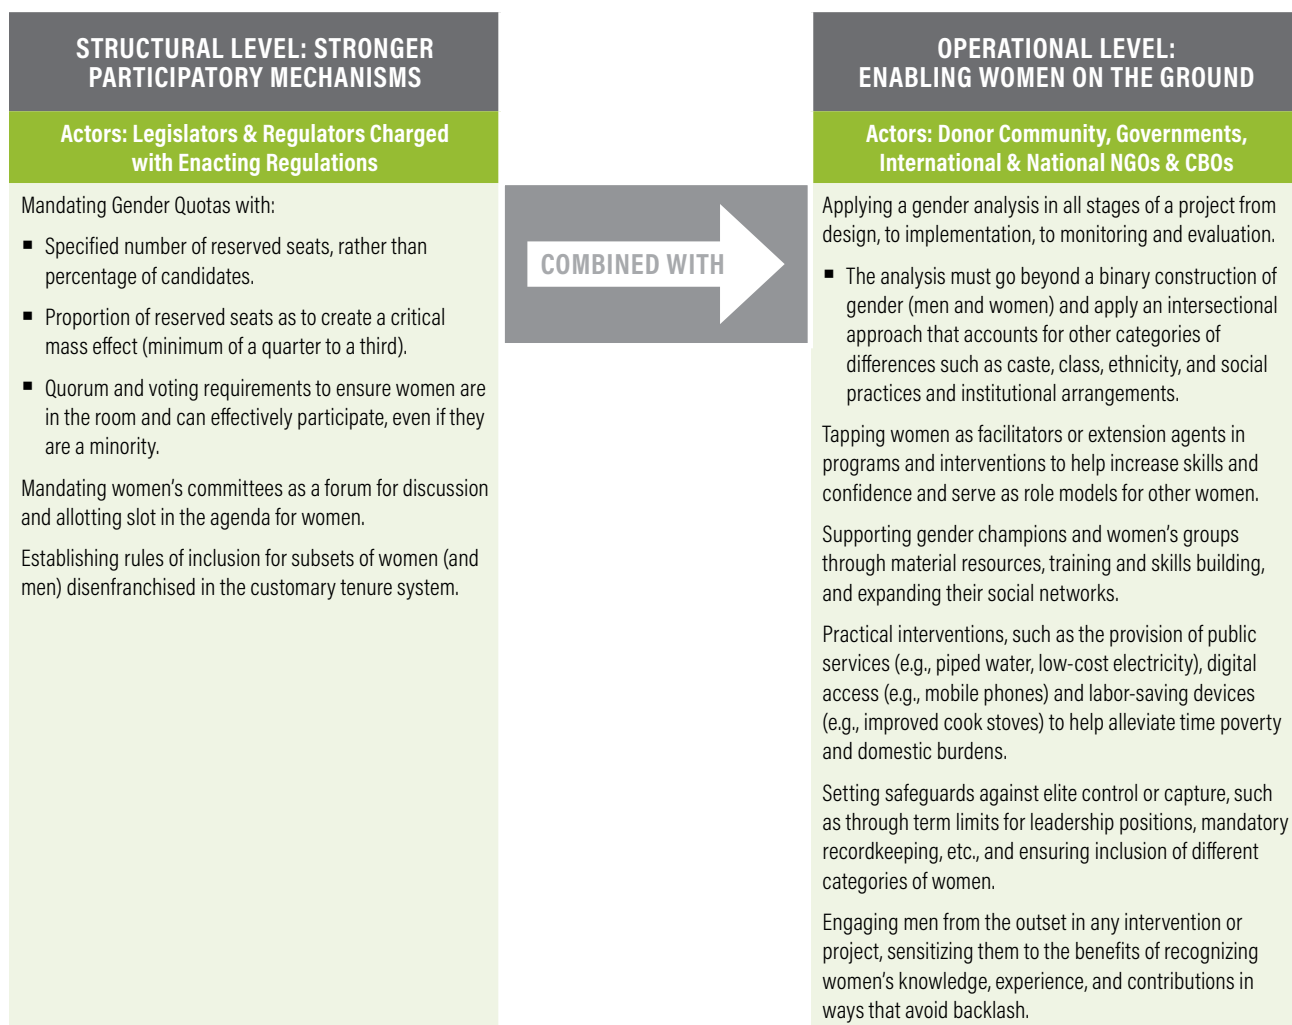 STRUCTURAL LEVEL: STRONGER
PARTICIPATORY MECHANISMS
Actors: Legislators & Regulators Charged
with Enacting Regulations
Mandating Gender Quotas with:
■ Specified number of reserved seats, rather than
percentage of candidates.
■ Proportion of reserved seats as to create a critical
mass effect (minimum of a quarter to a third).
■ Quorum and voting requirements to ensure women are
in the room and can effectively participate, even if they
are a minority.
Mandating women's committees as a forum for discussion
and allotting slot in the agenda for women.
Establishing rules of inclusion for subsets of women (and
men) disenfranchised in the customary tenure system.
COMBINED WITH
OPERATIONAL LEVEL:
ENABLING WOMEN ON THE GROUND
Actors: Donor Community, Governments,
International & National NGOs & CBOs
Applying a gender analysis in all stages of a project from
design, to implementation, to monitoring and evaluation.
■ The analysis must go beyond a binary construction of
gender (men and women) and apply an intersectional
approach that accounts for other categories of
differences such as caste, class, ethnicity, and social
practices and institutional arrangements.
Tapping women as facilitators or extension agents in
programs and interventions to help increase skills and
confidence and serve as role models for other women.
Supporting gender champions and women's groups
through material resources, training and skills building,
and expanding their social networks.
Practical interventions, such as the provision of public
services (e.g., piped water, low-cost electricity), digital
access (e.g., mobile phones) and labor-saving devices
(e.g., improved cook stoves) to help alleviate time poverty
and domestic burdens.
Setting safeguards against elite control or capture, such
as through term limits for leadership positions, mandatory
recordkeeping, etc., and ensuring inclusion of different
categories of women.
Engaging men from the outset in any intervention or
project, sensitizing them to the benefits of recognizing
women's knowledge, experience, and contributions in
ways that avoid backlash.